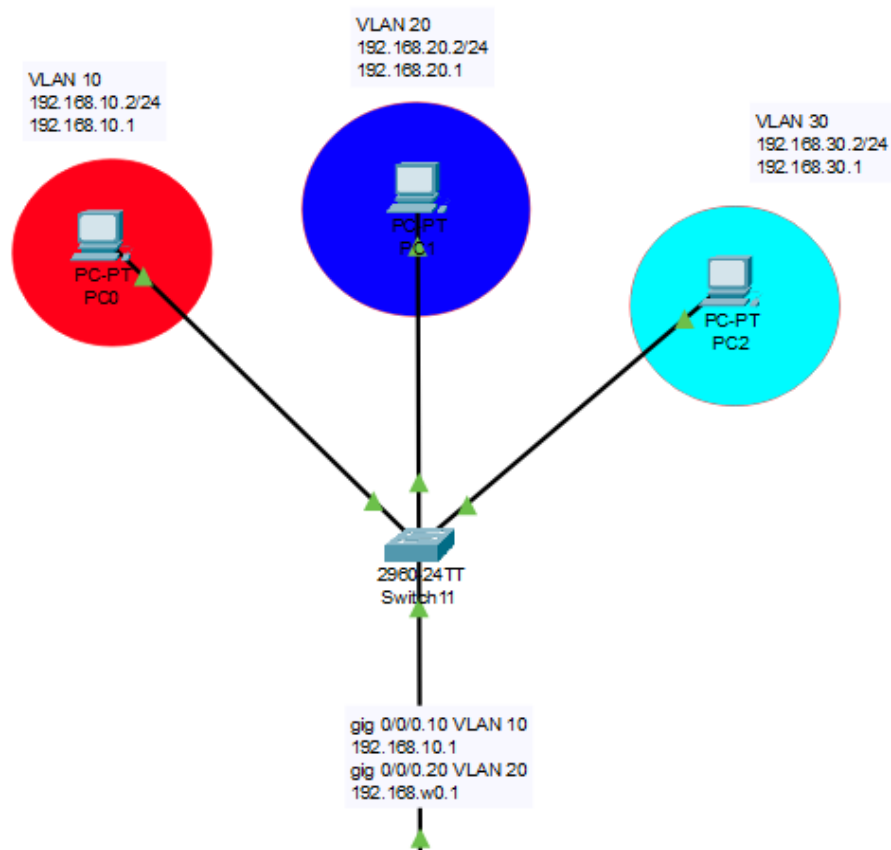 VLAN 20
192.168.20.2/24
192.168.20.1
VLAN 10
192.168.10.2/24
192.168.10.1
VLAN 30
192.168.30.2/24
192.168.30.1
PC-PT
PC1
PC-PT
PC0
PC-PT
PC2
2960-24TT
Switch11
gig 0/0/0.10 VLAN 10
192.168.10.1
gig 0/0/0.20 VLAN 20
192.168.w0.1